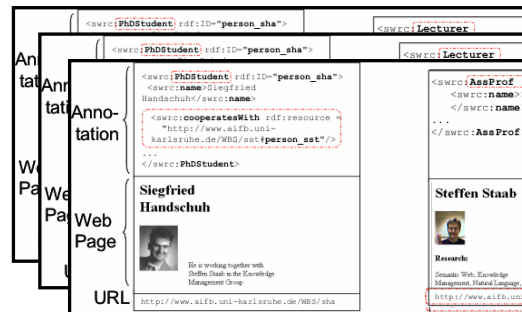 <swrc:PhDStudent rdf:ID="person_sha">
<swrc:Lecturer
<swrc:PhDStudent rdf:ID="person_sha">
<swrc:Lecturer
Anno-
tation
<swrc:PhDStudent rdf:ID="person_sha">
<swrc:name>Siegfried
Handschuh</swrc:name>
<swrc:cooperatesWith rdf:resource =
"http://www.aifb.uni-
karlsruhe.de/WBS/sst#person_sst"/>
...
</swrc:PhDStudent>
<swrc:AssProf
<swrc:name>
</swrc:name>
...
</swrc:AssProf
Web
Page
Siegfried
Handschuh
He is working together with
Steffen Staab in the Knowledge
Management Group
Steffen Staab
Research:
Semantic Web, Knowledge
Management, Natural Language,
URL
http://www.aifb.uni-karlsruhe.de/WBS/sha
http://www.aifb.uni